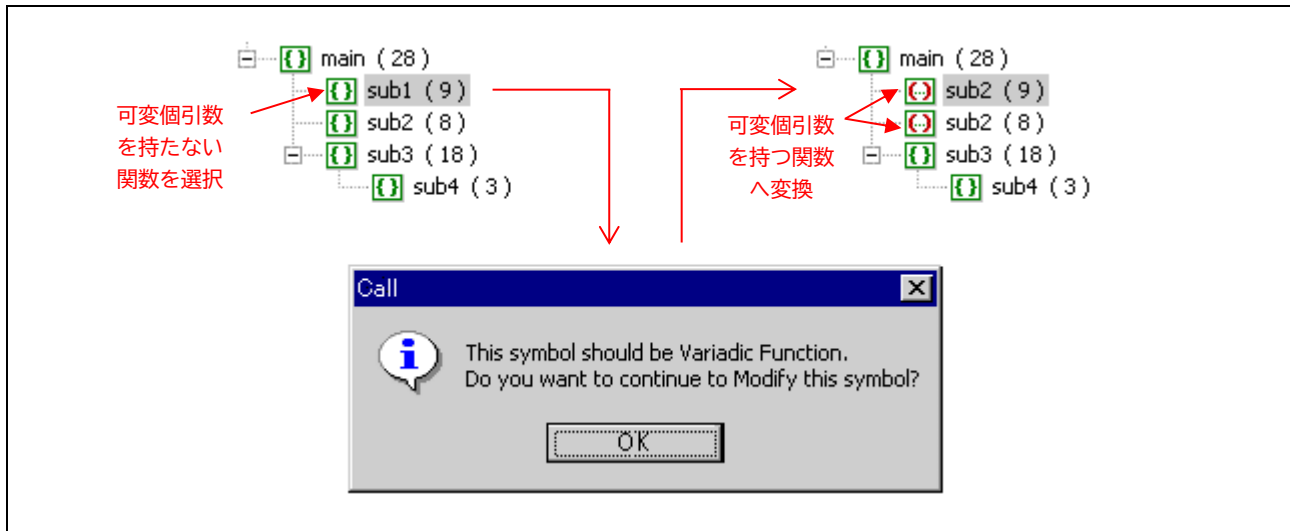 main ( 28 )
sub1 ( 9 )
sub2 ( 8 )
sub3 ( 18 )
sub4 ( 3 )
可変個引数
を持たない
関数を選択
main ( 28 )
sub2 ( 9 )
sub2 ( 8 )
sub3 ( 18 )
sub4 ( 3 )
可変個引数
を持つ関数
へ変換
Call
This symbol should be Variadic Function.
Do you want to continue to Modify this symbol?
OK